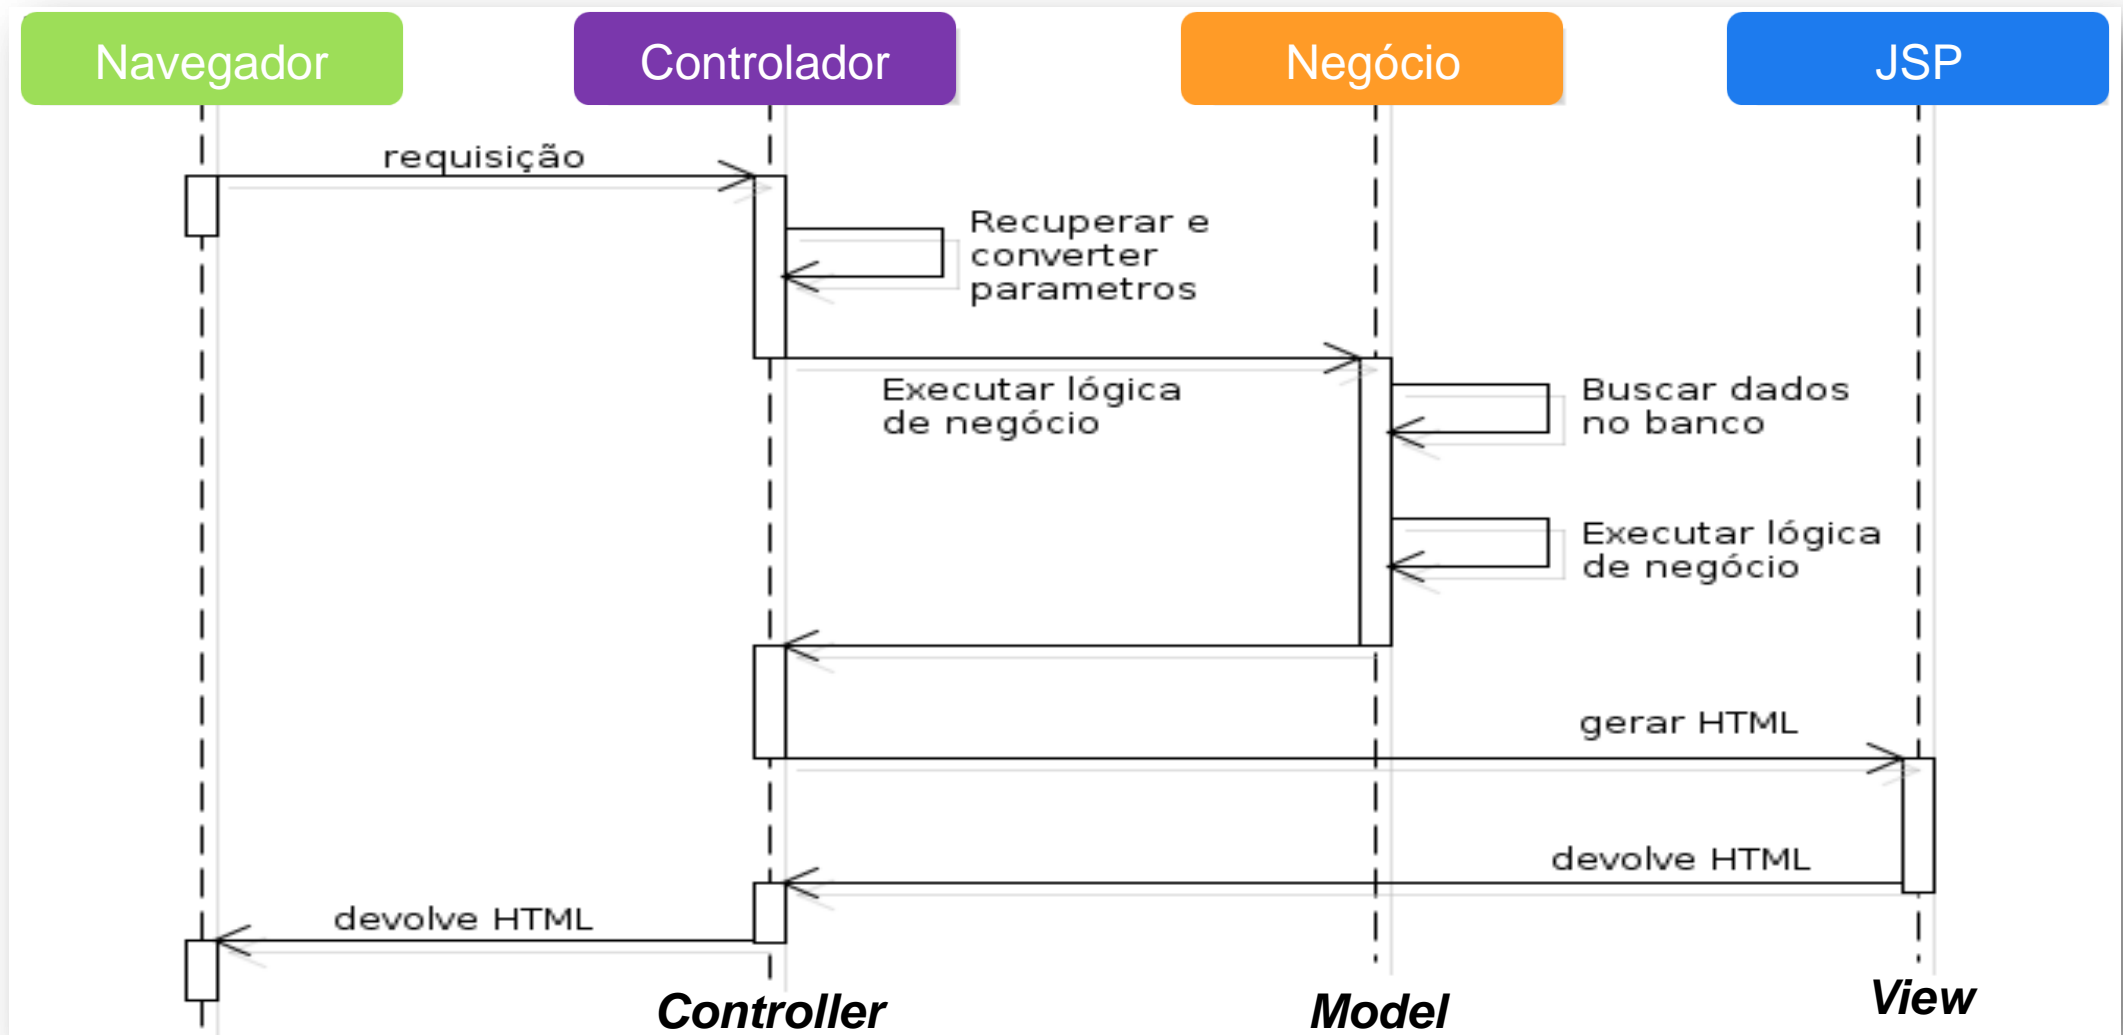 Navegador
Controlador
Negócio
JSP
requisição
Recuperar e
converter
parametros
Executar lógica
de negócio
Buscar dados
no banco
Executar lógica
de negócio
gerar HTML
devolve HTML
devolve HTML
Controller
Model
View